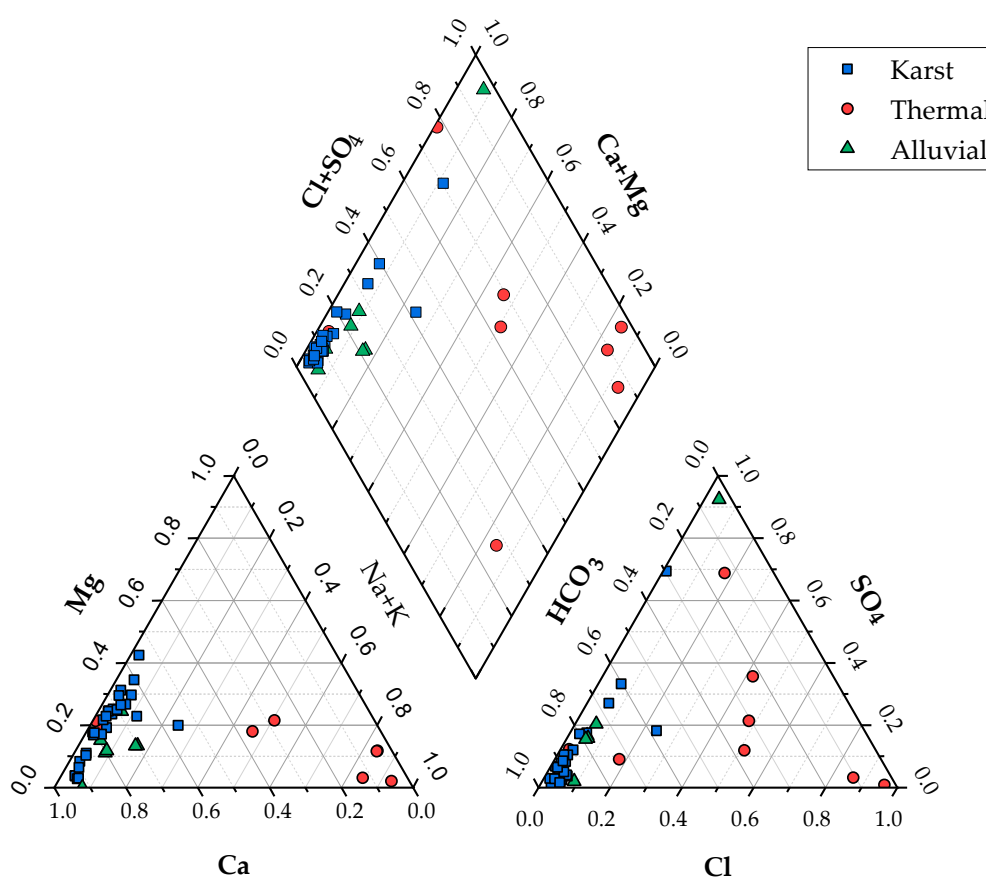 1.0 1.0
0.8 0.8
Cl+SO4 Ca+Mg
0.6 0.6
0.4 0.4
0.2 0.2
0.0 0.0
Karst
Thermal
Alluvial
1.0 0.0
0.8 0.2
Mg Na+K
0.6 0.4
0.4 0.6
0.2 0.8
0.0 1.0
1.0 0.8 0.6 0.4 0.2 0.0
Ca
0.0 1.0
0.2 0.8
HCO3 SO4
0.4 0.6
0.6 0.4
0.8 0.2
1.0 0.0
0.0 0.2 0.4 0.6 0.8 1.0
Cl